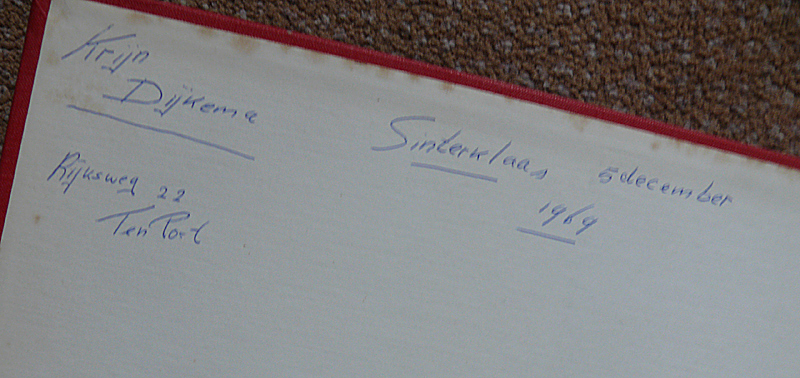 Krijn
Dijkema
Rijksweg 22
Ten Post
Sinterklaas 5 december
1969